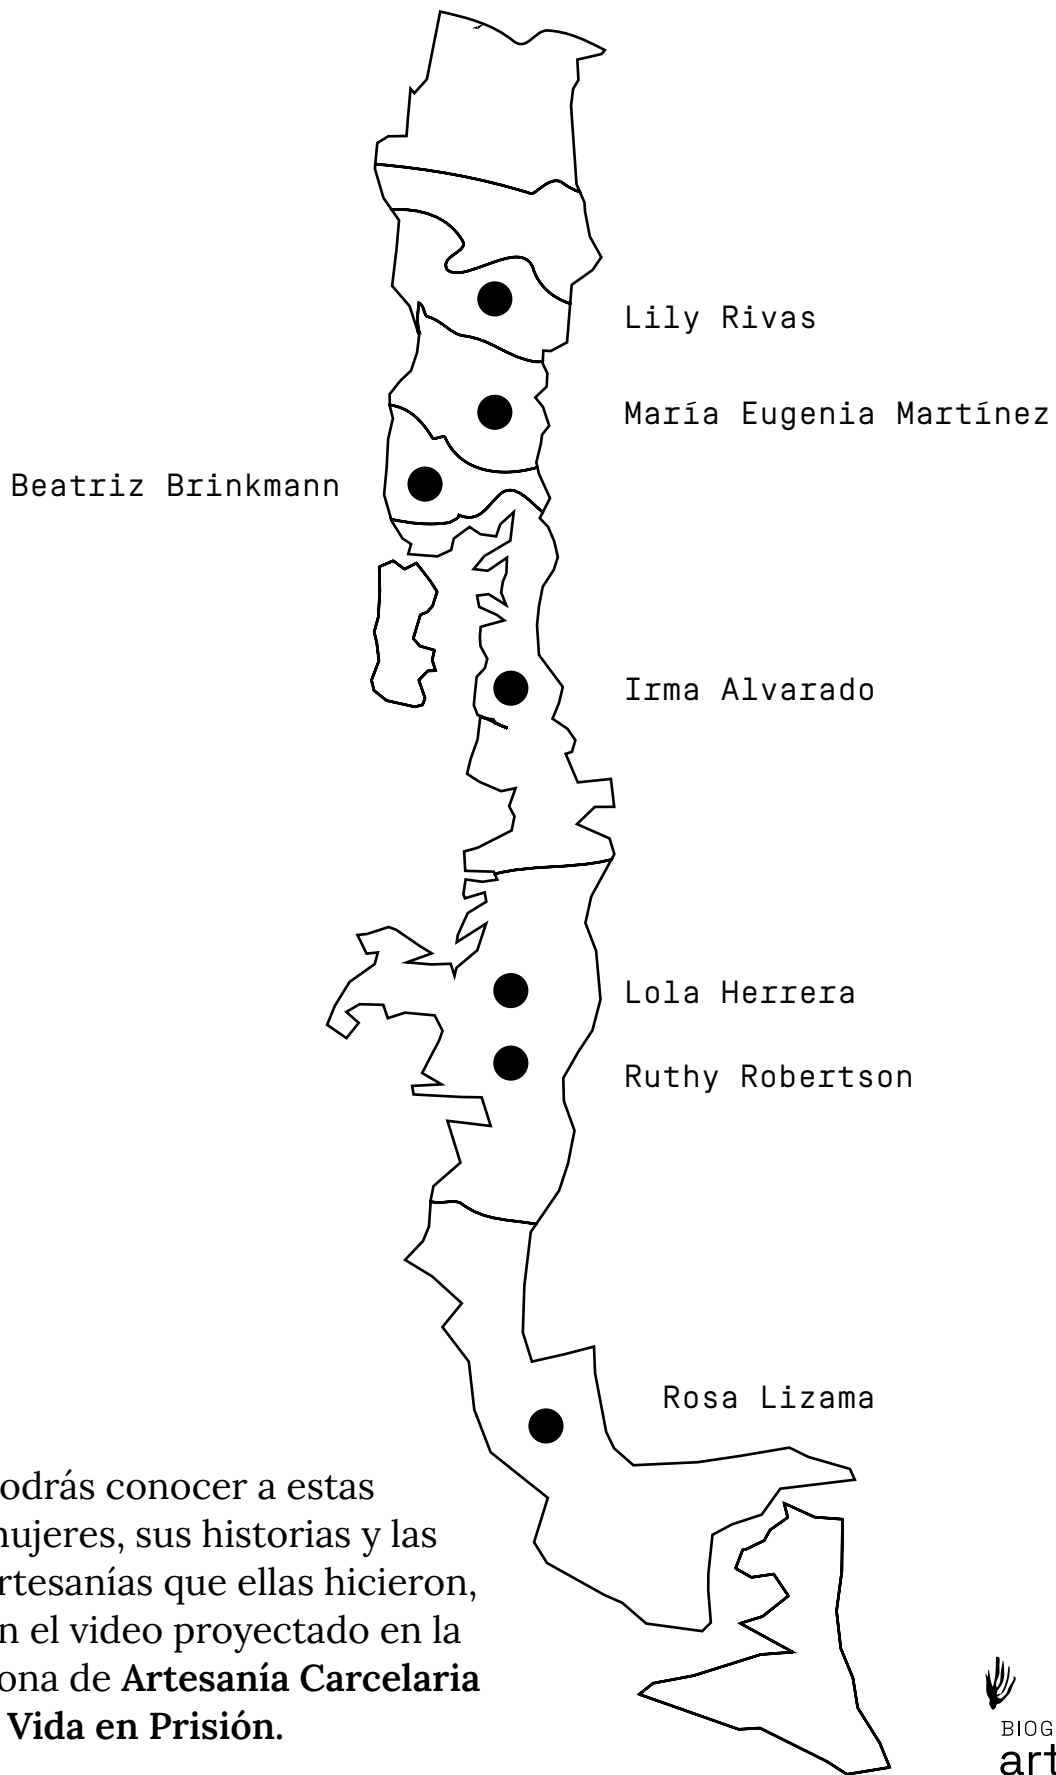 Lily Rivas
María Eugenia Martínez
Beatriz Brinkmann
Irma Alvarado
Lola Herrera
Ruthy Robertson
Rosa Lizama
odrás conocer a estas
mujeres, sus historias y las
rtesanías que ellas hicieron,
n el video proyectado en la
ona de Artesanía Carcelaria
Vida en Prisión.
BIOG
art